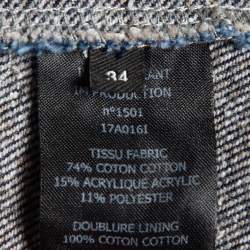 34
ANT
PRODUCTION
n°1501
17A016I
TISSU FABRIC
74% COTON COTTON
15% ACRYLIQUE ACRYLIC
11% POLYESTER
DOUBLURE LINING
100% COTON COTTON